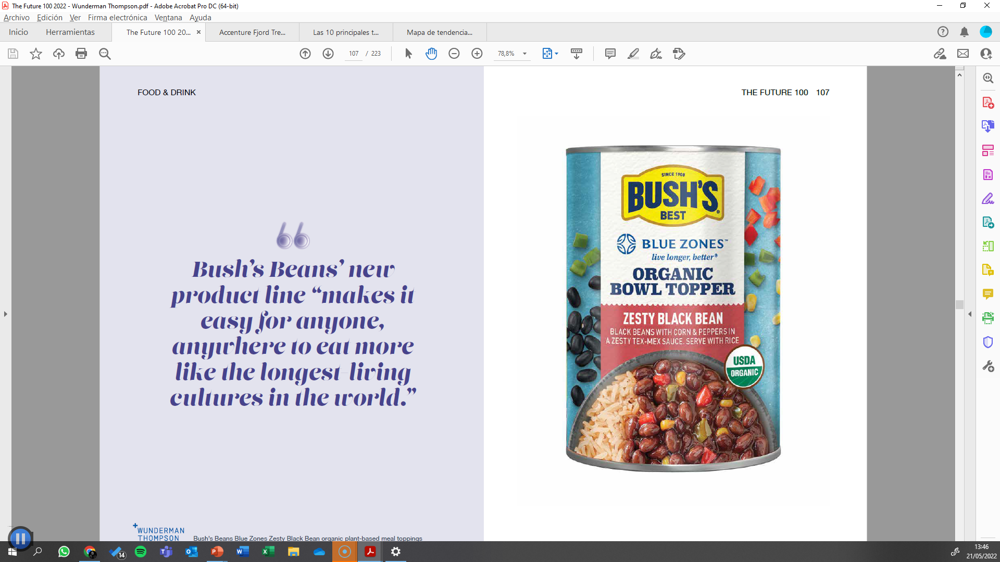 The Future 100 2022 - Wunderman Thompson.pdf - Adobe Acrobat Pro DC (64-bit)
Archivo Edición Ver Firma electrónica Ventana Ayuda
Inicio Herramientas The Future 100 20... Accenture Fjord Tre... Las 10 principales t... Mapa de tendencia...
107 / 223 78,8%
FOOD & DRINK
THE FUTURE 100 107
Bush's Beans' new
product line “makes it
easy for anyone,
anywhere to eat more
like the longest-living
cultures in the world.”
SINCE 1908
BUSH'S
BEST
BLUE ZONES™
live longer, better®
ORGANIC
BOWL TOPPER
ZESTY BLACK BEAN
BLACK BEANS WITH CORN & PEPPERS IN
A ZESTY TEX-MEX SAUCE. SERVE WITH RICE
USDA
ORGANIC
WUNDERMAN
THOMPSON
Bush's Beans Blue Zones Zesty Black Bean organic plant-based meal toppings
14
13:46
21/05/2022